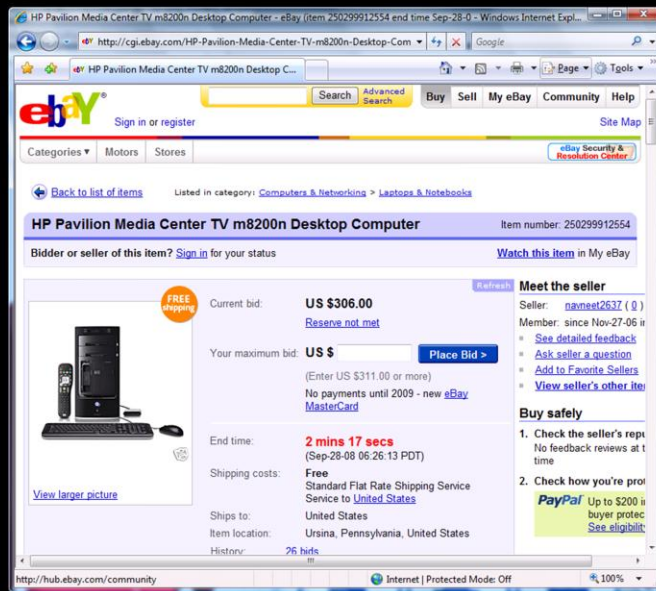 HP Pavilion Media Center TV m8200n Desktop Computer - eBay (item 250299912554 end time Sep-28-0 - Windows Internet Expl...
http://cgi.ebay.com/HP-Pavilion-Media-Center-TV-m8200n-Desktop-Com
Google
HP Pavilion Media Center TV m8200n Desktop C...
Page
Tools
ebY®
Search
Advanced Search
Buy Sell My eBay Community Help
Sign in or register
Site Map
Categories Motors Stores
eBay Security & Resolution Center
Back to list of items
Listed in category: Computers & Networking > Laptops & Notebooks
HP Pavilion Media Center TV m8200n Desktop Computer
Item number: 250299912554
Bidder or seller of this item? Sign in for your status
Watch this item in My eBay
Refresh
FREE
shipping
View larger picture
Current bid: US $306.00
Reserve not met
Your maximum bid: US $
Place Bid >
(Enter US $311.00 or more)
No payments until 2009 - new eBay
MasterCard
End time: 2 mins 17 secs
(Sep-28-08 06:26:13 PDT)
Shipping costs: Free
Standard Flat Rate Shipping Service
Service to United States
Ships to: United States
Item location: Ursina, Pennsylvania, United States
History: 26 bids
Meet the seller
Seller: navneet2637 ( 0 )
Member: since Nov-27-06 in
See detailed feedback
Ask seller a question
Add to Favorite Sellers
View seller's other ite
Buy safely
1. Check the seller's repu
No feedback reviews at t
time
2. Check how you're pro
PayPal Up to $200 i
buyer protec
See eligibilit
http://hub.ebay.com/community
Internet | Protected Mode: Off
100%